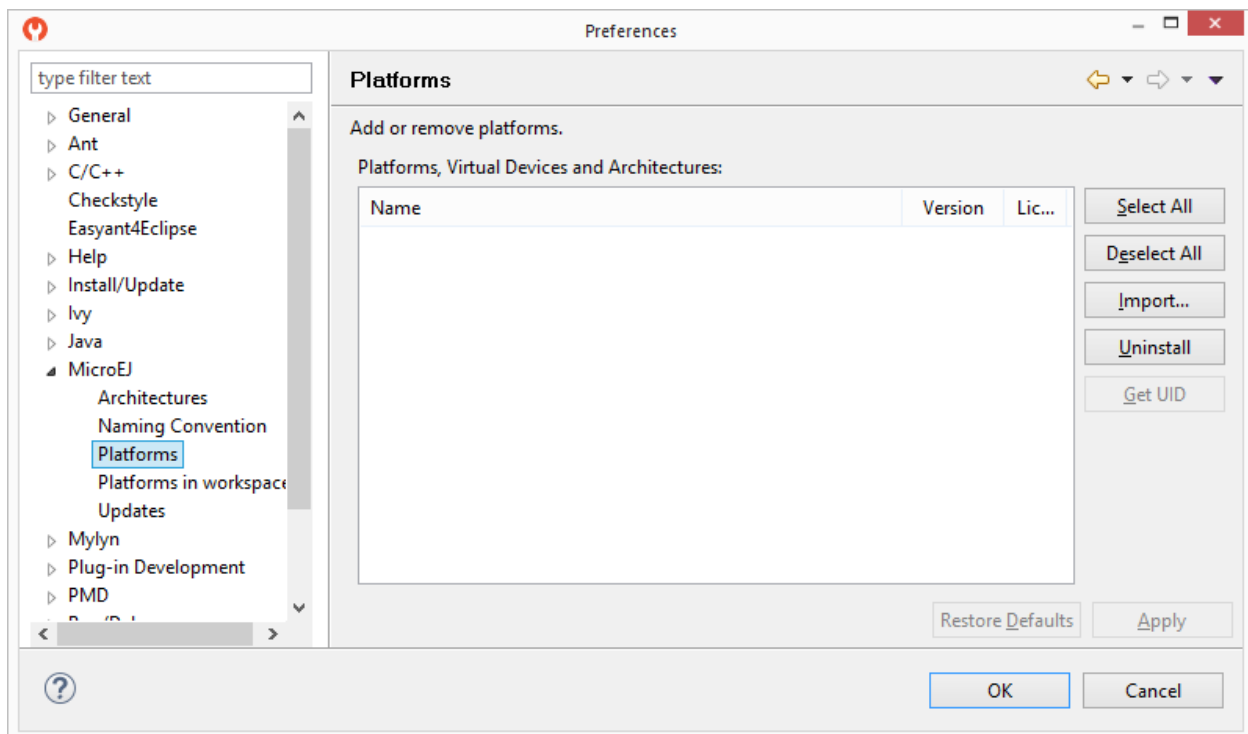 Preferences
type filter text
General
Ant
C/C++
Checkstyle
Easyant4Eclipse
Help
Install/Update
Ivy
Java
MicroEJ
Architectures
Naming Convention
Platforms
Platforms in workspace
Updates
Mylyn
Plug-in Development
PMD
Platforms
Add or remove platforms.
Platforms, Virtual Devices and Architectures:
Name Version Lic...
Select All
Deselect All
Import...
Uninstall
Get UID
Restore Defaults Apply
OK Cancel